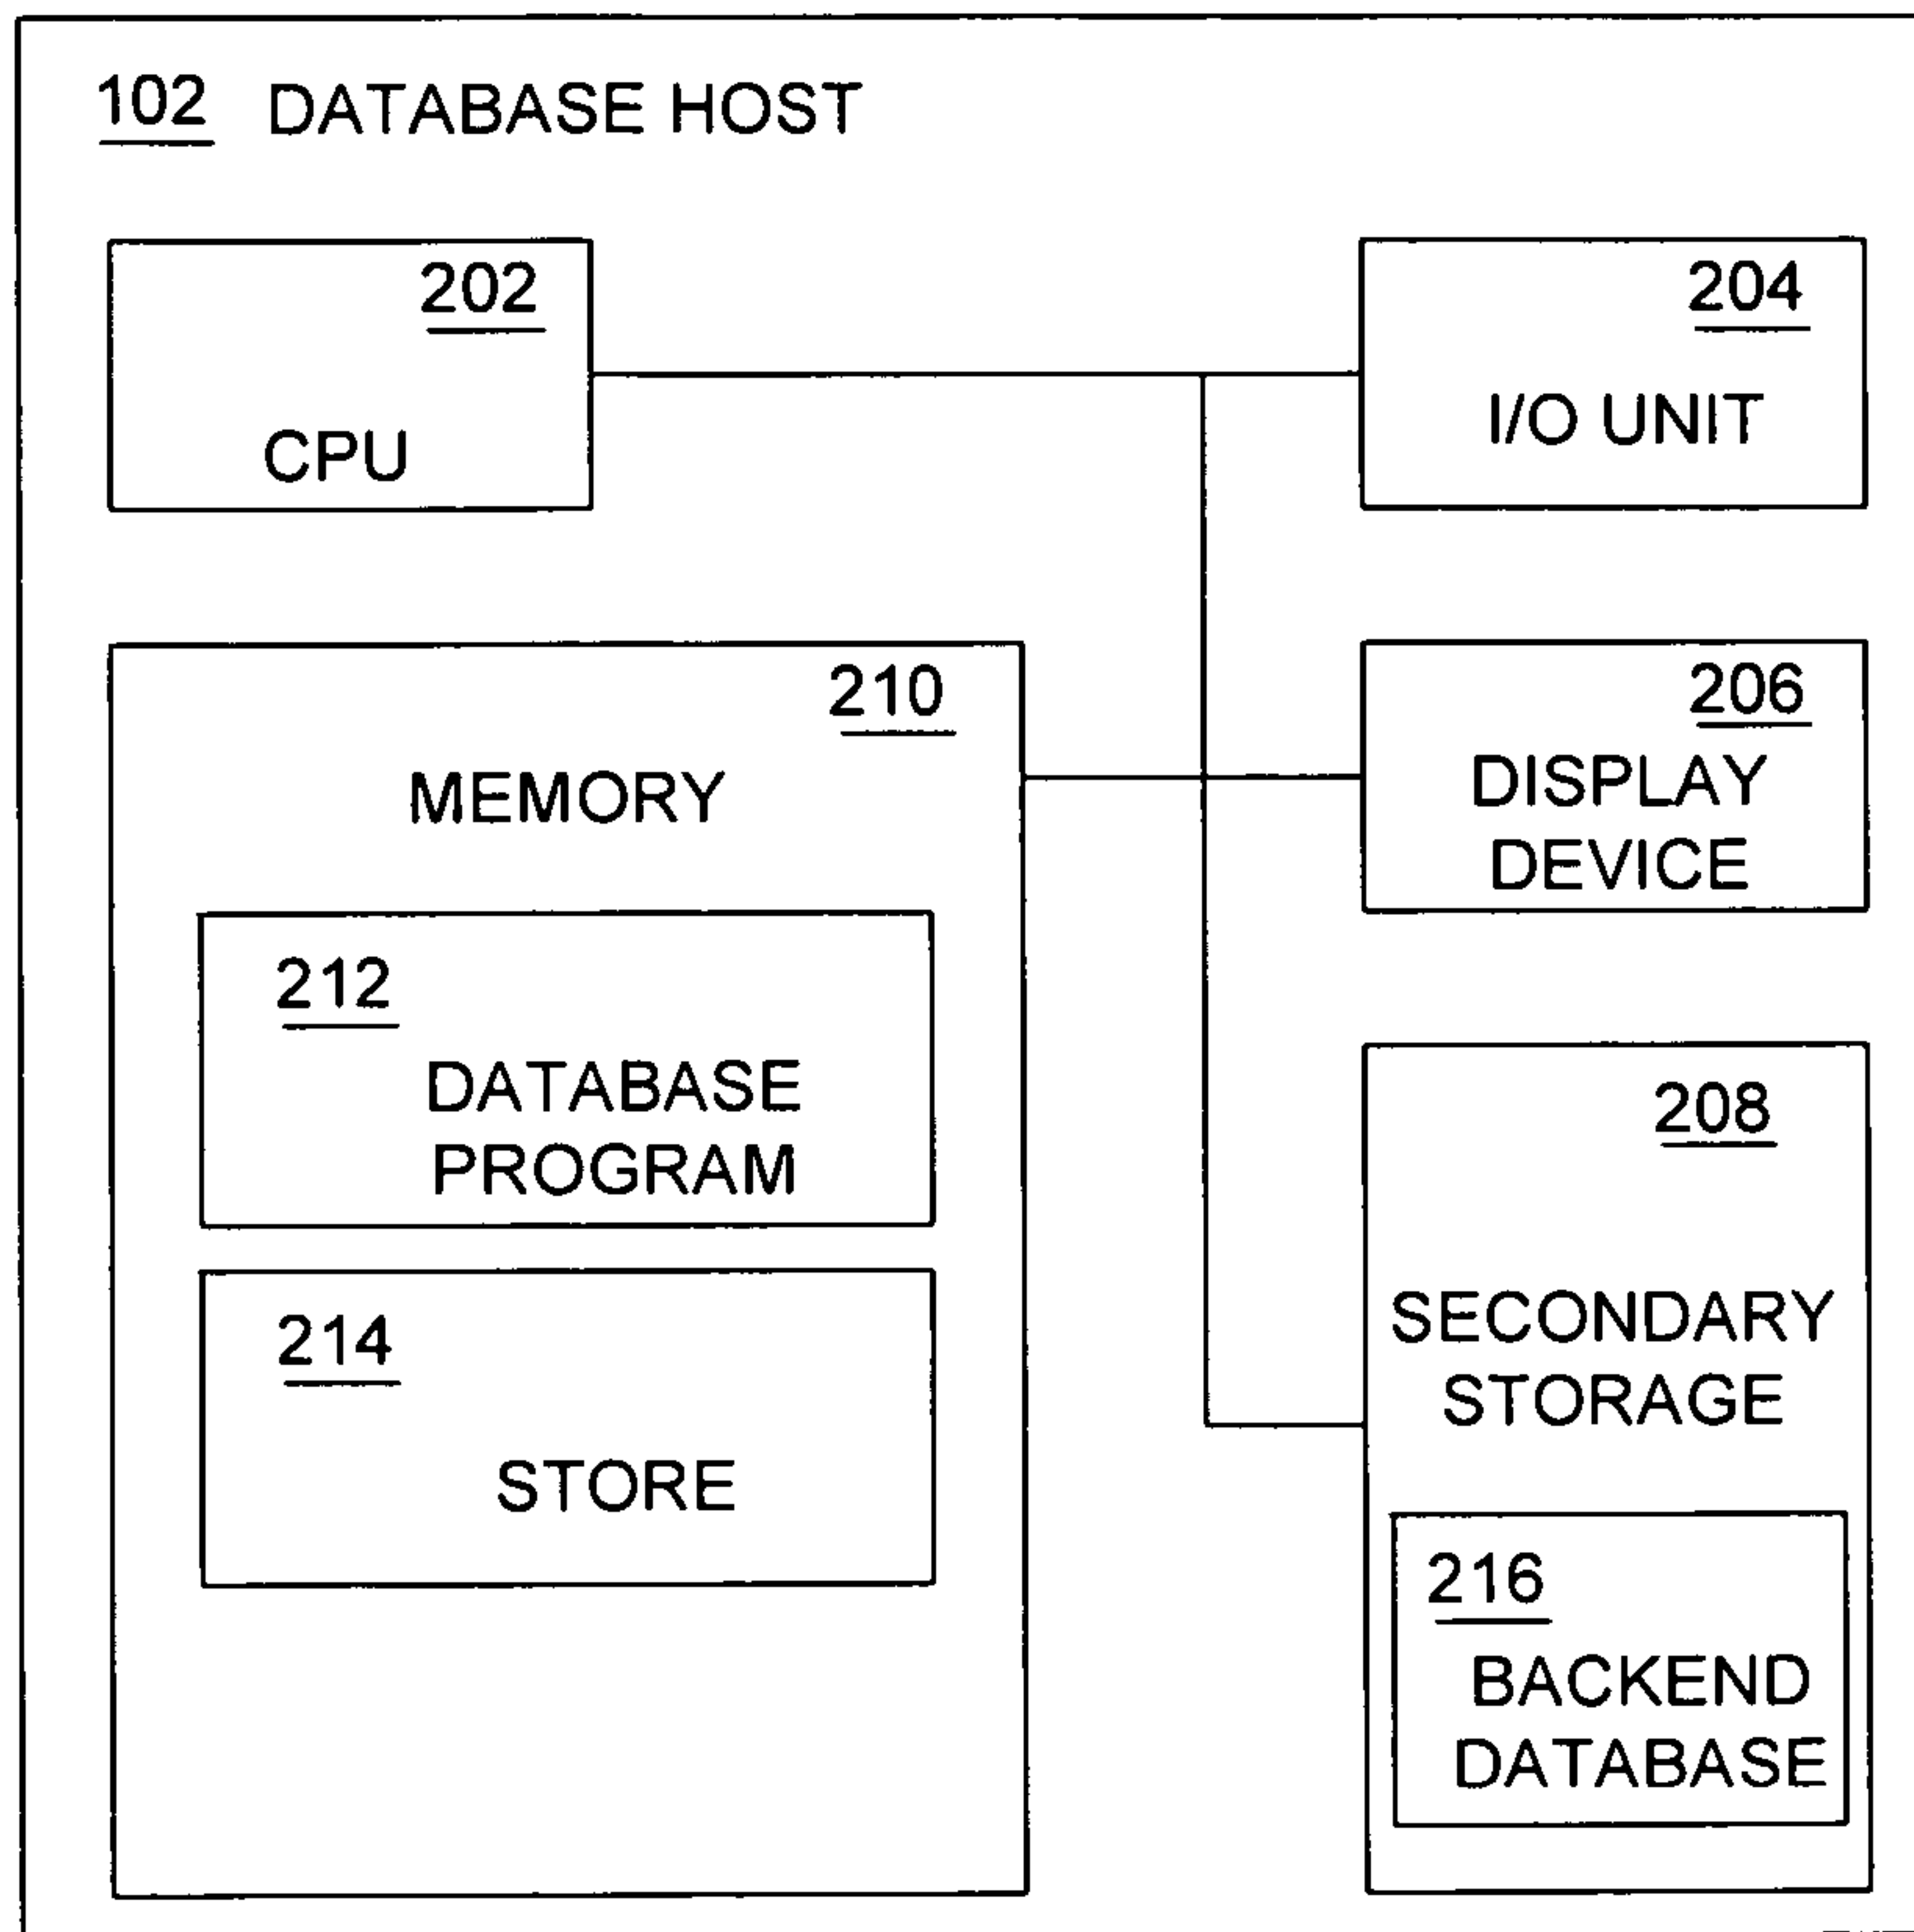 102 DATABASE HOST
202
CPU
204
I/O UNIT
210
MEMORY
212
DATABASE
PROGRAM
214
STORE
206
DISPLAY
DEVICE
208
SECONDARY
STORAGE
216
BACKEND
DATABASE